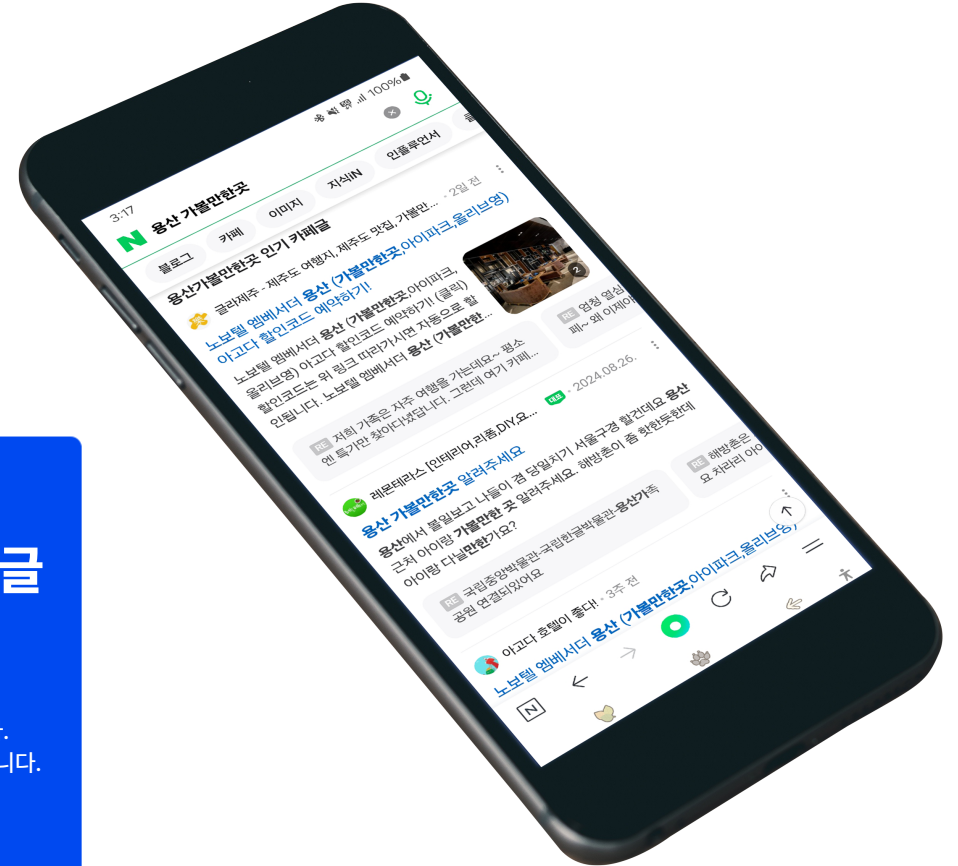 3:17
100%
N 용산 가볼만한곳
블로그 카페 이미지 지식iN 인플루언서
용산가볼만한곳 인기 카페글
글라제주 - 제주도 여행지, 제주도 맛집, 가볼만... · 2일 전
노보텔 엠베서더 용산 (가볼만한곳,아이파크,올리브영)
아고다 할인코드 예약하기!
노보텔 엠베서더 용산 (가볼만한곳,아이파크,
올리브영) 아고다 할인코드 예약하기! (클릭)
할인코드는 위 링크 따라가시면 자동으로 할
인됩니다. 노보텔 엠베서더 용산 (가볼만한...
2
RE 저희 가족은 자주 여행을 가는데요~ 평소
엔 특가만 찾아다녔답니다. 그런데 여기 카페...
RE 엄청 열심
페~ 왜 이제야
레몬테라스 [인테리어,리폼,DIY,요... 대표 · 2024.08.26.
용산 가볼만한곳 알려주세요
용산에서 볼일보고 나들이 겸 당일치기 서울구경 할건데요 용산
근처 아이랑 가볼만한 곳 알려주세요. 해방촌이 좀 핫한듯한데
아이랑 다닐만한가요?
RE 국립중앙박물관-국립한글박물관-용산가족
공원 연결되있어요
RE 해방촌은
요 차라리 아이
아고다 호텔이 좋다! · 3주 전
노보텔 엠베서더 용산 (가볼만한곳,아이파크,올리브영)
N
글
니다.